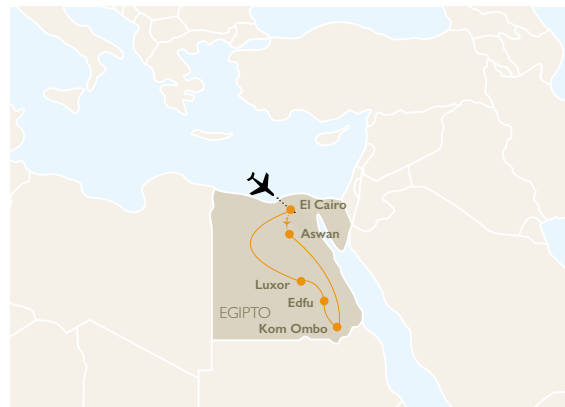 El Cairo
Aswan
Luxor
Edfu
EGIPTO
Kom Ombo